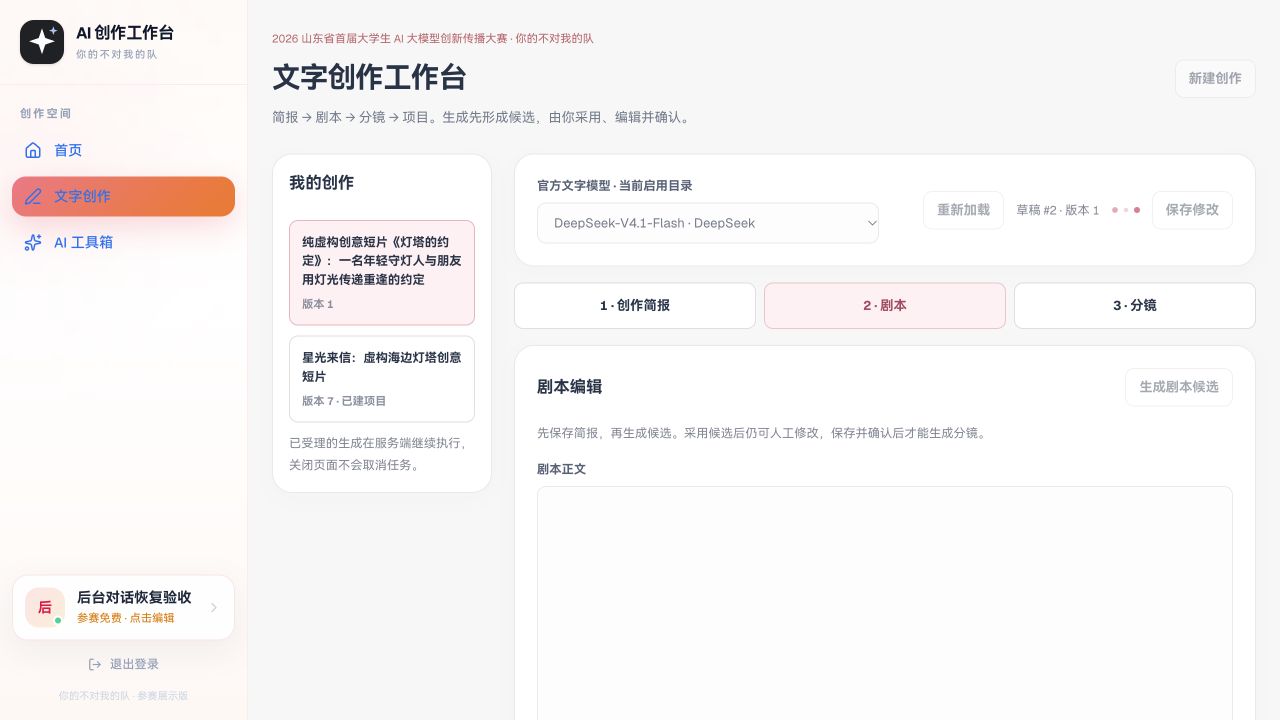 AI 创作工作台
你的不对我的队
创作空间
首页
文字创作
AI 工具箱
后
后台对话恢复验收
参赛免费 · 点击编辑
退出登录
你的不对我的队 · 参赛展示版
2026 山东省首届大学生 AI 大模型创新传播大赛 · 你的不对我的队
文字创作工作台
简报 → 剧本 → 分镜 → 项目。生成先形成候选，由你采用、编辑并确认。
新建创作
我的创作
纯虚构创意短片《灯塔的约
定》：一名年轻守灯人与朋友
用灯光传递重逢的约定
版本 1
星光来信：虚构海边灯塔创意
短片
版本 7 · 已建项目
已受理的生成在服务端继续执行，
关闭页面不会取消任务。
官方文字模型 · 当前启用目录
DeepSeek-V4.1-Flash · DeepSeek
重新加载
草稿 #2 · 版本 1
保存修改
1 · 创作简报
2 · 剧本
3 · 分镜
剧本编辑
生成剧本候选
先保存简报，再生成候选。采用候选后仍可人工修改，保存并确认后才能生成分镜。
剧本正文